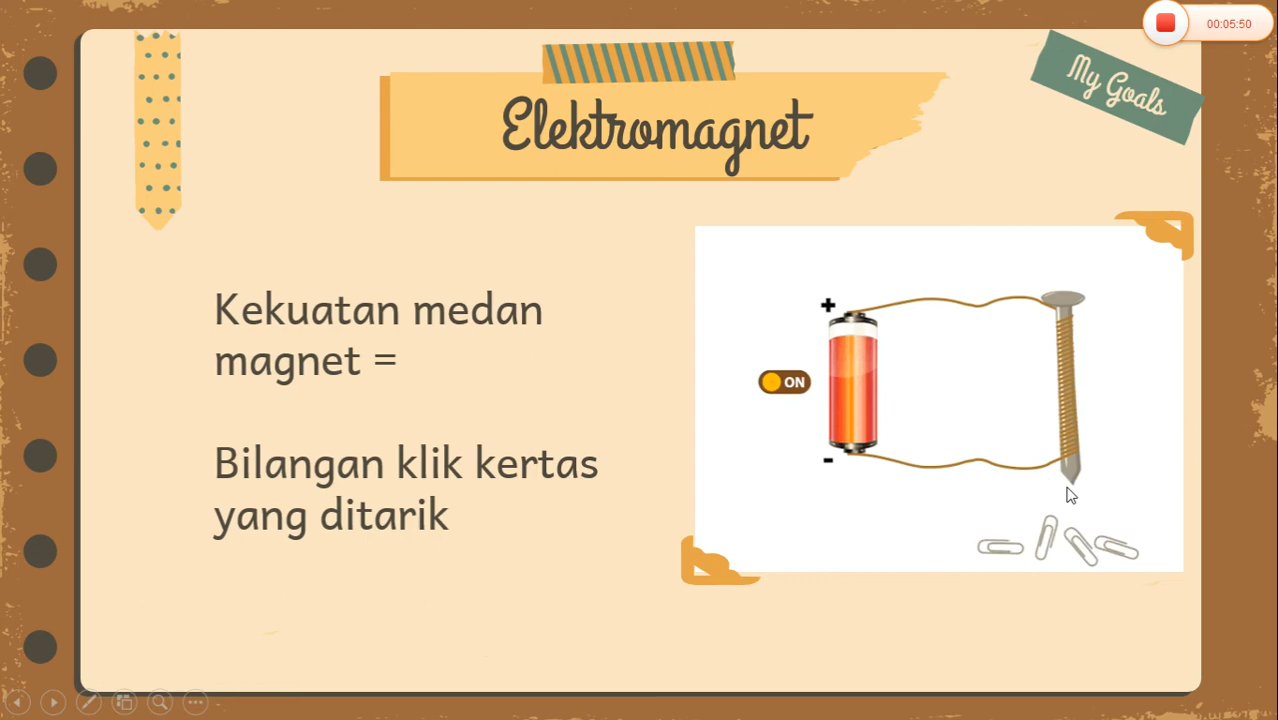 00:05:50
My Goals
Elektromagnet
Kekuatan medan
magnet =
Bilangan klik kertas
yang ditarik
+
ON
-